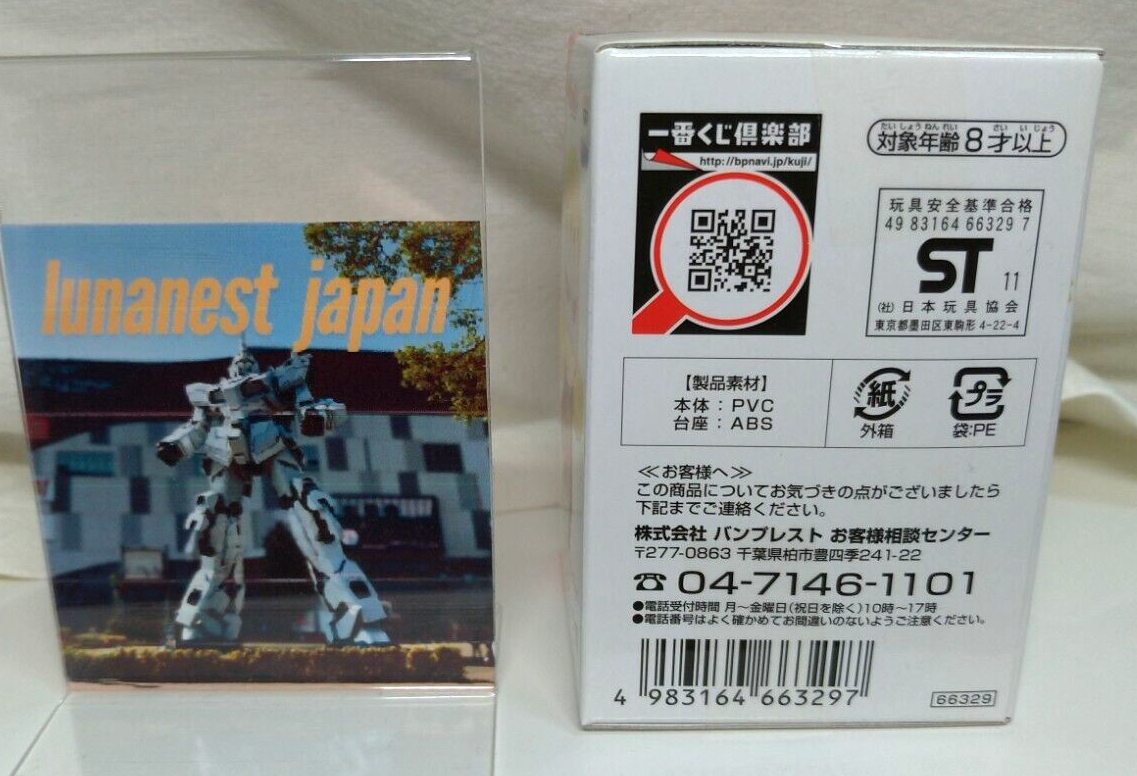 lunanest japan
一番くじ倶楽部
http://bpnavi.jp/kuji/
たいしょうねんれい さいいじょう
対象年齢8才以上
玩具安全基準合格
49 83164 66329 7
ST 11
(社)日本玩具協会
東京都墨田区東駒形 4-22-4
【製品素材】
本体：PVC
台座：ABS
紙
外箱
プラ
袋:PE
≪お客様へ≫
この商品についてお気づきの点がございましたら
下記までご連絡ください。
株式会社 バンプレスト お客様相談センター
〒277-0863 千葉県柏市豊四季241-22
☎ 04-7146-1101
●電話受付時間 月～金曜日(祝日を除く)10時～17時
●電話番号はよく確かめてお間違いのないようご注意ください。
4 983164 663297
66329